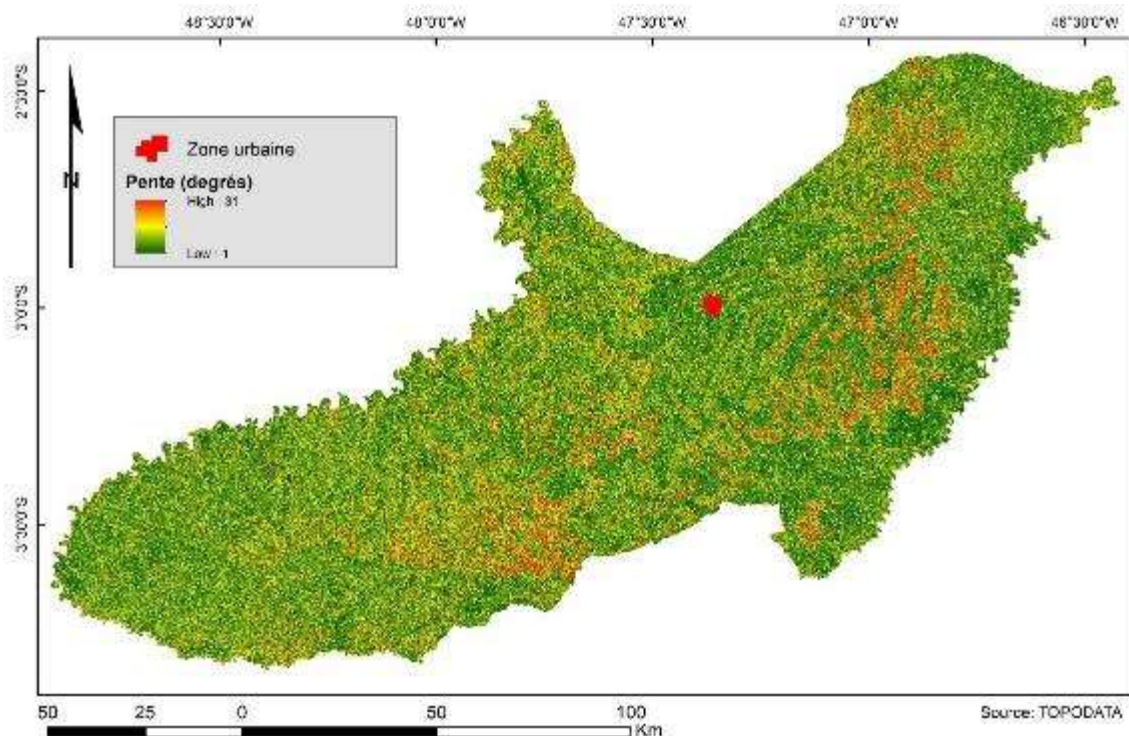 48°30'0"W 48°0'0"W 47°30'0"W 47°0'0"W 46°30'0"W
2°30'0"S
3°0'0"S
3°30'0"S
N
Zone urbaine
Pente (degrés)
High : 31
Low : 1
50 25 0 50 100
Km
Source: TOPODATA